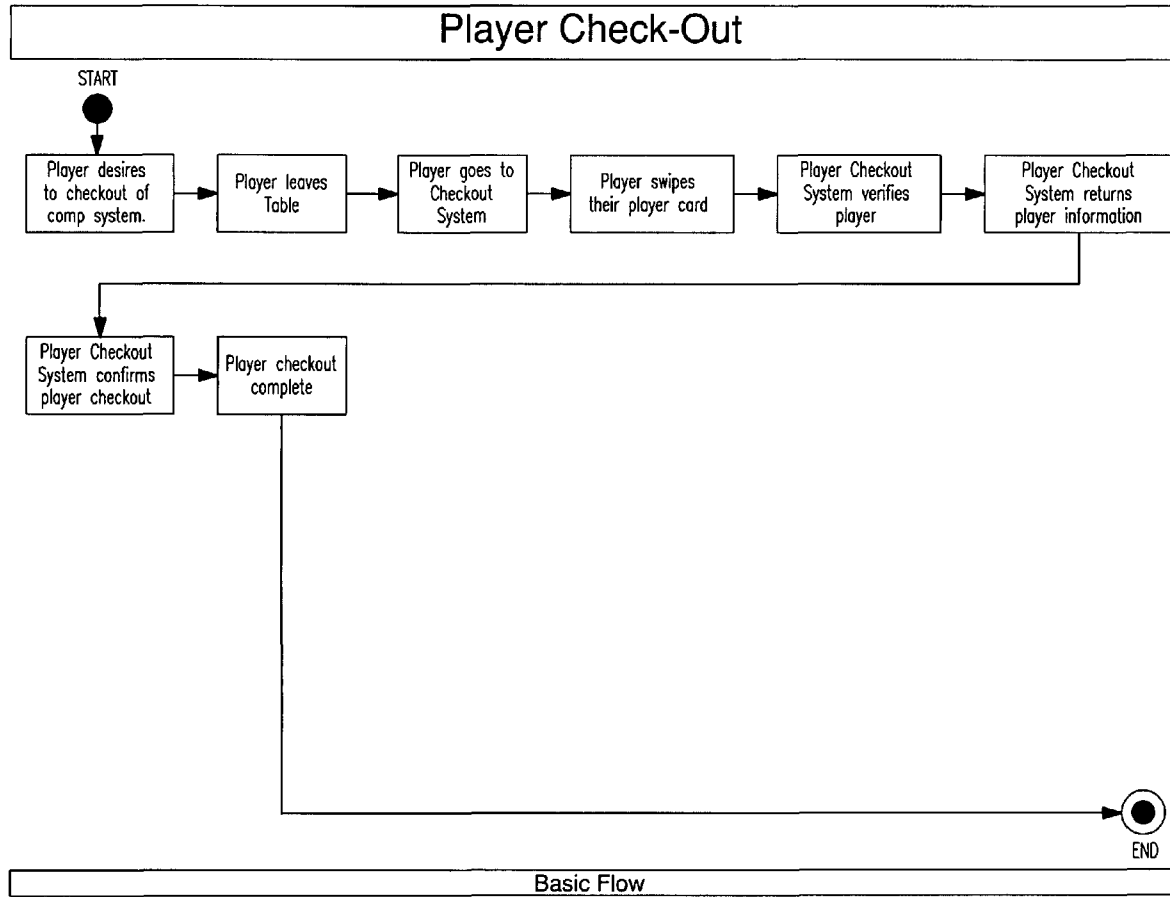 Player Check-Out
START
Player desires
to checkout of
comp system.
Player leaves
Table
Player goes to
Checkout
System
Player swipes
their player card
Player Checkout
System verifies
player
Player Checkout
System returns
player information
Player Checkout
System confirms
player checkout
Player checkout
complete
END
Basic Flow